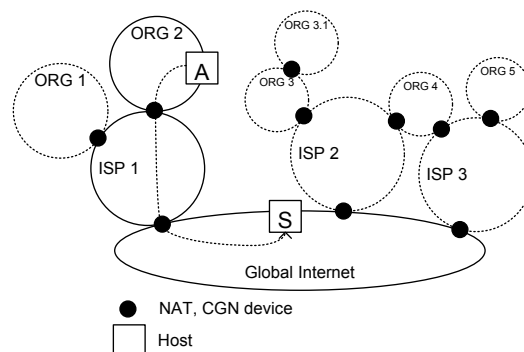 ORG 2
ORG 3.1
ORG 1
A
ORG 3
ORG 4
ORG 5
ISP 1
ISP 2
ISP 3
S
Global Internet
NAT, CGN device
Host